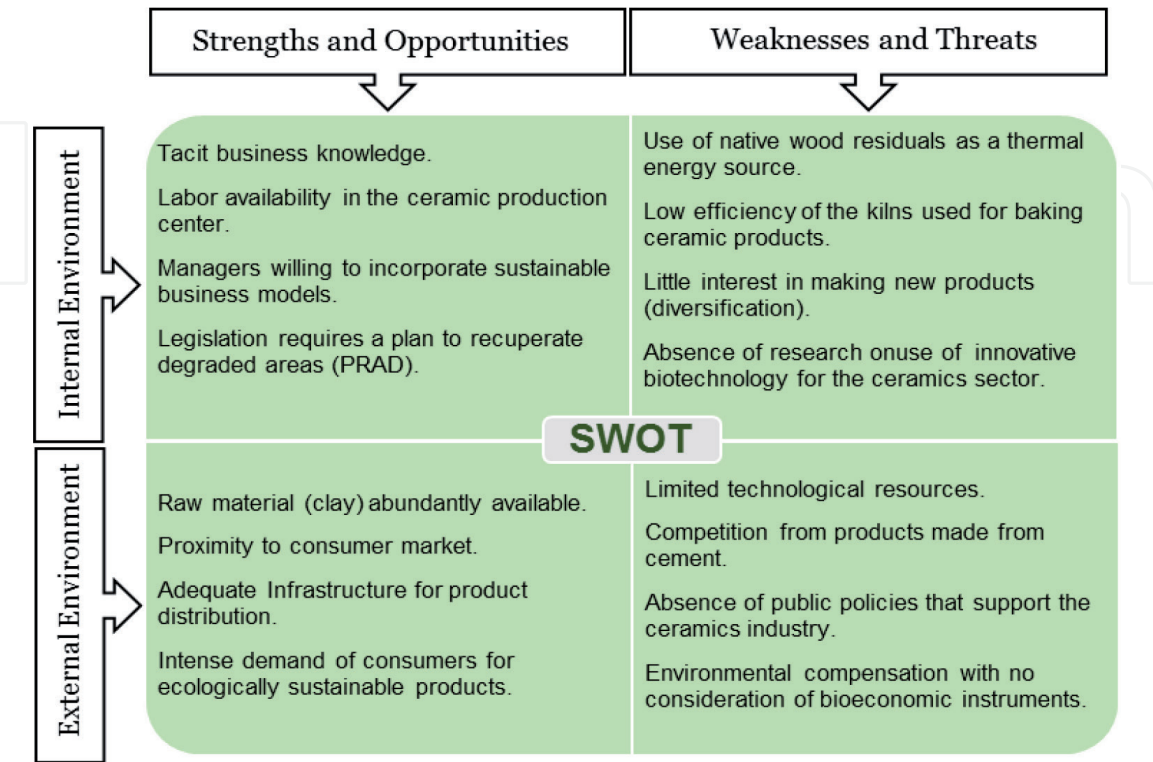 Strengths and Opportunities
Weaknesses and Threats
Internal Environment
Tacit business knowledge.
Labor availability in the ceramic production
center.
Managers willing to incorporate sustainable
business models.
Legislation requires a plan to recuperate
degraded areas (PRAD).
Use of native wood residuals as a thermal
energy source.
Low efficiency of the kilns used for baking
ceramic products.
Little interest in making new products
(diversification).
Absence of research onuse of innovative
biotechnology for the ceramics sector.
SWOT
External Environment
Raw material (clay) abundantly available.
Proximity to consumer market.
Adequate Infrastructure for product
distribution.
Intense demand of consumers for
ecologically sustainable products.
Limited technological resources.
Competition from products made from
cement.
Absence of public policies that support the
ceramics industry.
Environmental compensation with no
consideration of bioeconomic instruments.